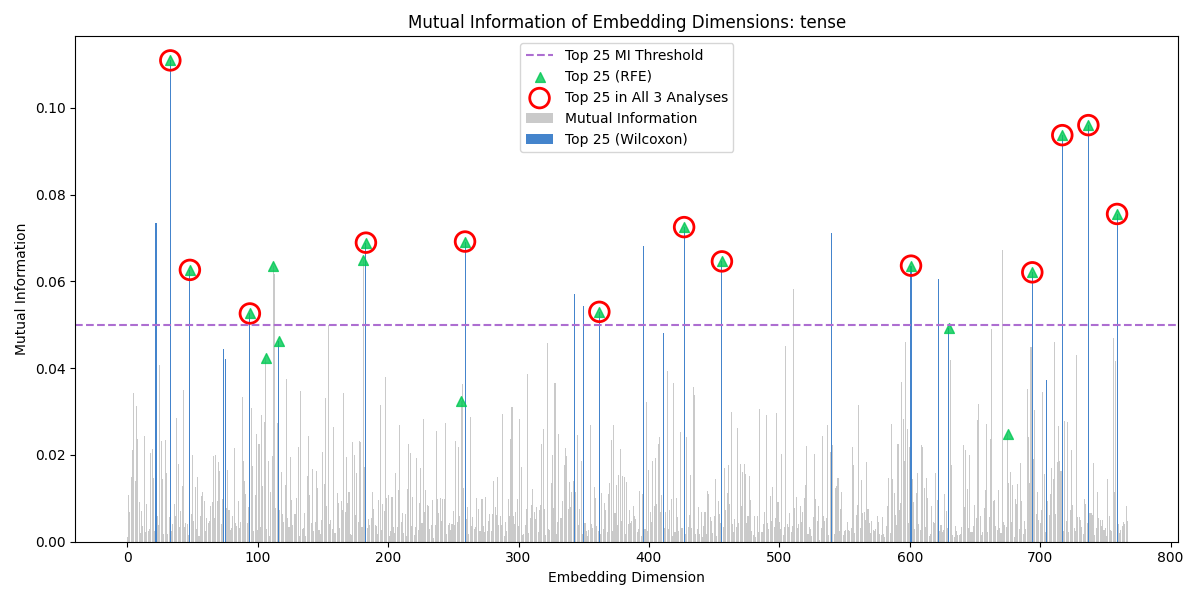 Mutual Information of Embedding Dimensions: tense
Top 25 MI Threshold
Top 25 (RFE)
Top 25 in All 3 Analyses
Mutual Information
Top 25 (Wilcoxon)
Mutual Information
0.10
0.08
0.06
0.04
0.02
0.00
0 100 200 300 400 500 600 700 800
Embedding Dimension